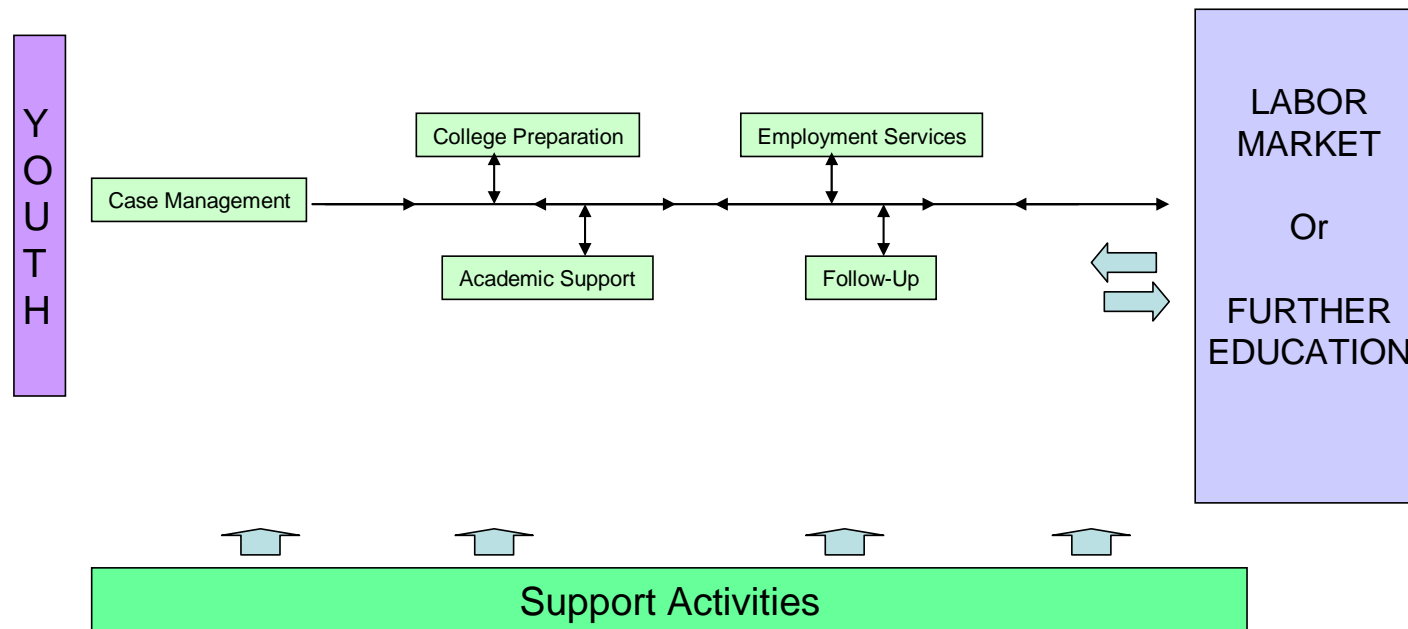 Y
O
U
T
H
Case Management
College Preparation
Academic Support
Employment Services
Follow-Up
LABOR
MARKET
Or
FURTHER
EDUCATION
Support Activities